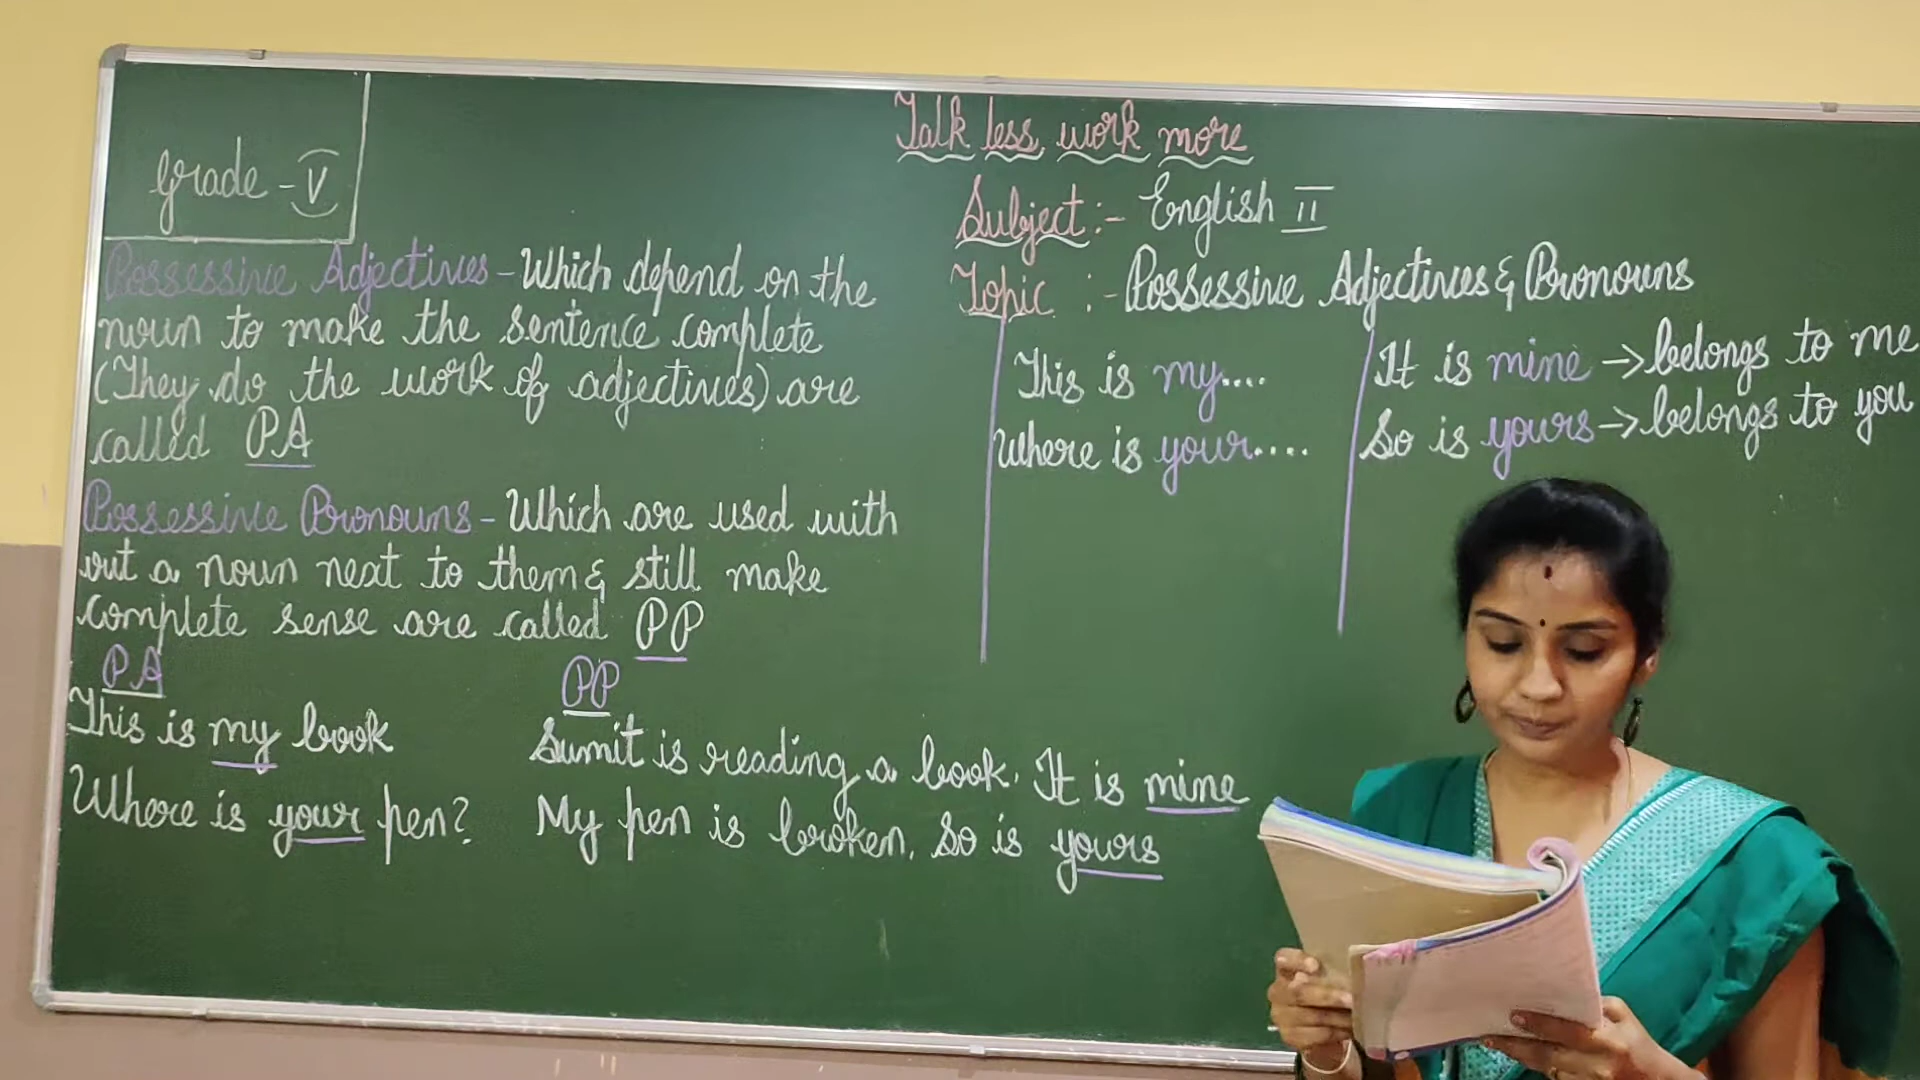 Grade - V
Talk less, work more
Subject:- English II
Topic :- Possessive Adjectives & Pronouns
Possessive Adjectives - Which depend on the
noun to make the sentence complete
(They do the work of adjectives) are
called PA
Possessive Pronouns - Which are used with
out a noun next to them & still make
complete sense are called PP
PA
This is my book
Where is your pen?
PP
Sumit is reading a book. It is mine
My pen is broken. So is yours
This is my....
Where is your....
It is mine → belongs to me
So is yours → belongs to you